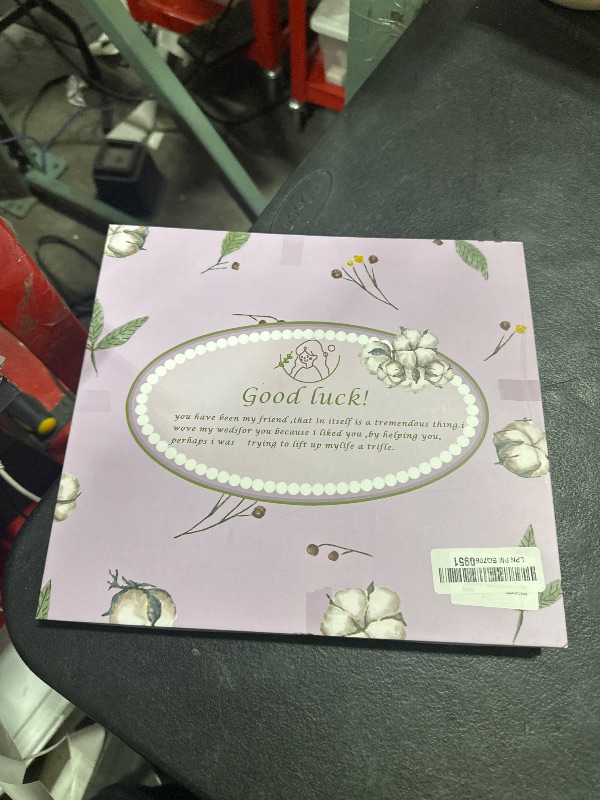 Good luck!
you have been my friend ,that in itself is a tremendous thing.i
wove my wedsfor you because i liked you ,by helping you,
perhaps i was trying to lift up mylife a trifle.